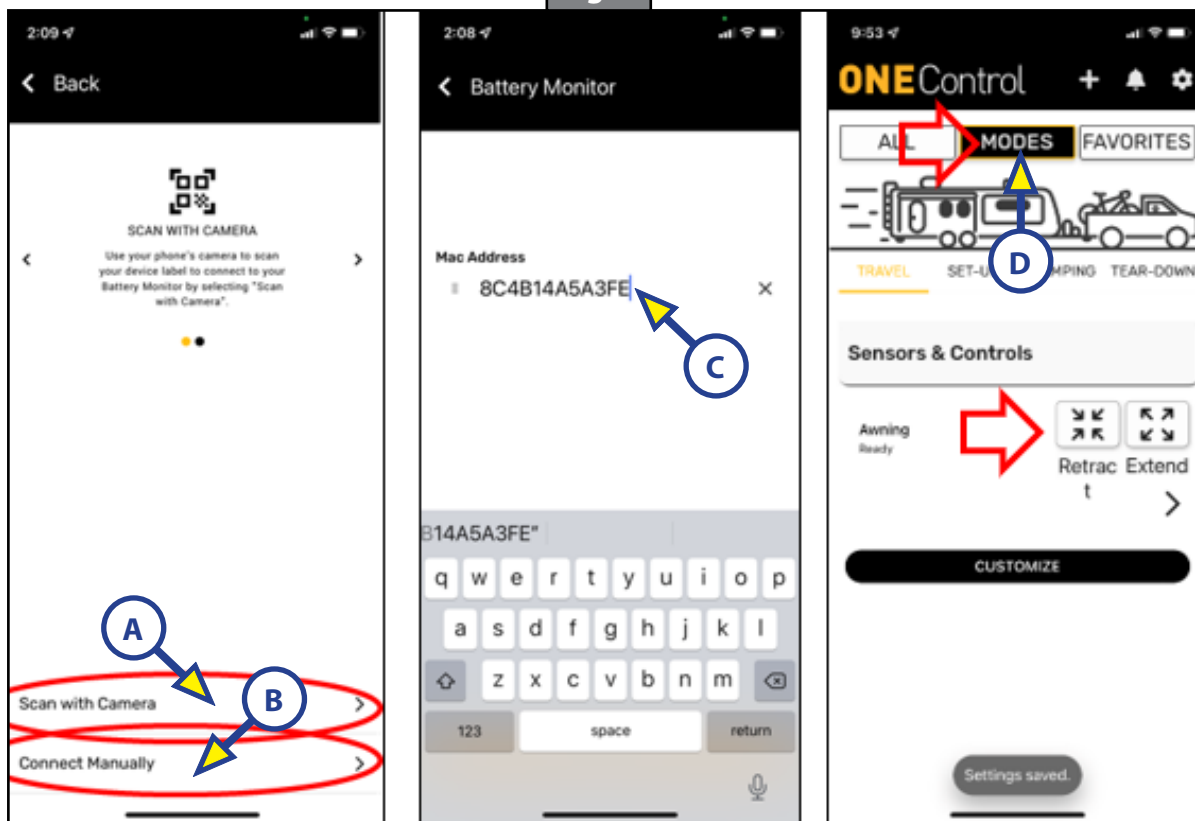 2:09
Back
SCAN WITH CAMERA
Use your phone's camera to scan
your device label to connect to your
Battery Monitor by selecting "Scan
with Camera".
A
Scan with Camera
B
Connect Manually
2:08
Battery Monitor
Mac Address
8C4B14A5A3FE
C
B14A5A3FE"
q w e r t y u i o p
a s d f g h j k l
z x c v b n m
123 space return
9:53
ONEControl
ALL MODES FAVORITES
D
TRAVEL SET-U MPING TEAR-DOWN
Sensors & Controls
Awning
Ready
Retrac Extend
t
CUSTOMIZE
Settings saved.